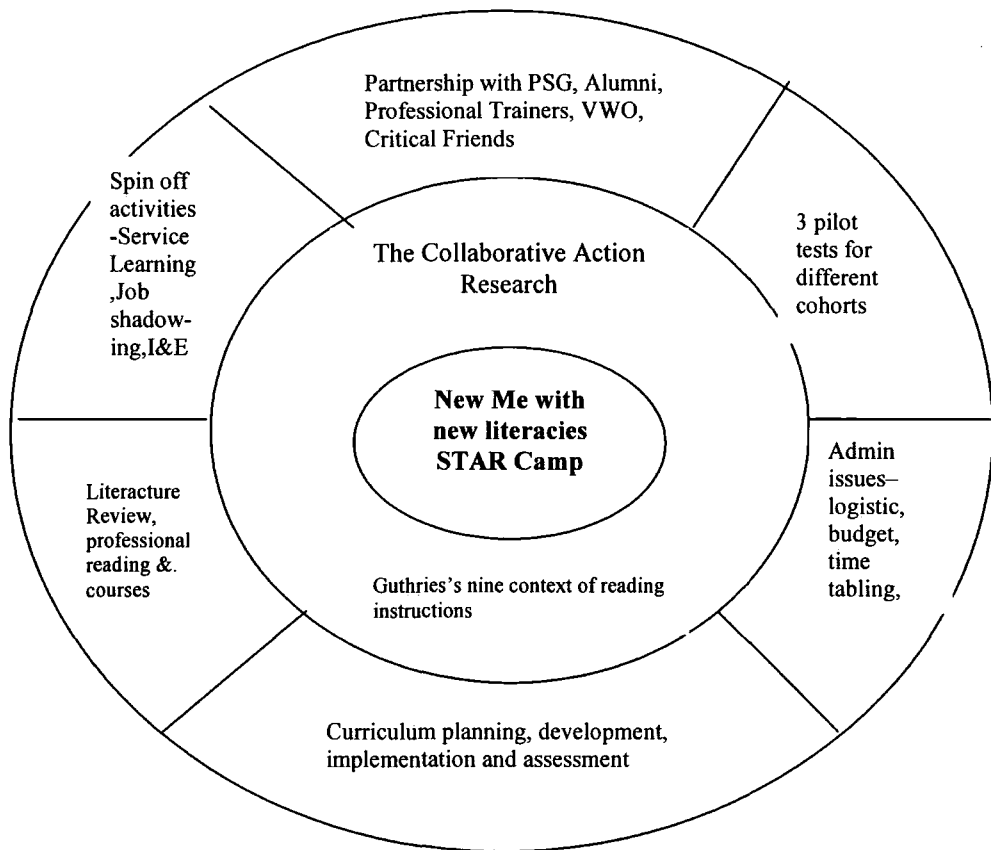 Partnership with PSG, Alumni,
Professional Trainers, VWO,
Critical Friends
Spin off
activities
-Service
Learning
,Job
shadow-
ing,I&E
3 pilot
tests for
different
cohorts
The Collaborative Action
Research
New Me with
new literacies
STAR Camp
Admin
issues–
logistic,
budget,
time
tabling,
Literacture
Review,
professional
reading &.
courses
Guthries's nine context of reading
instructions
Curriculum planning, development,
implementation and assessment